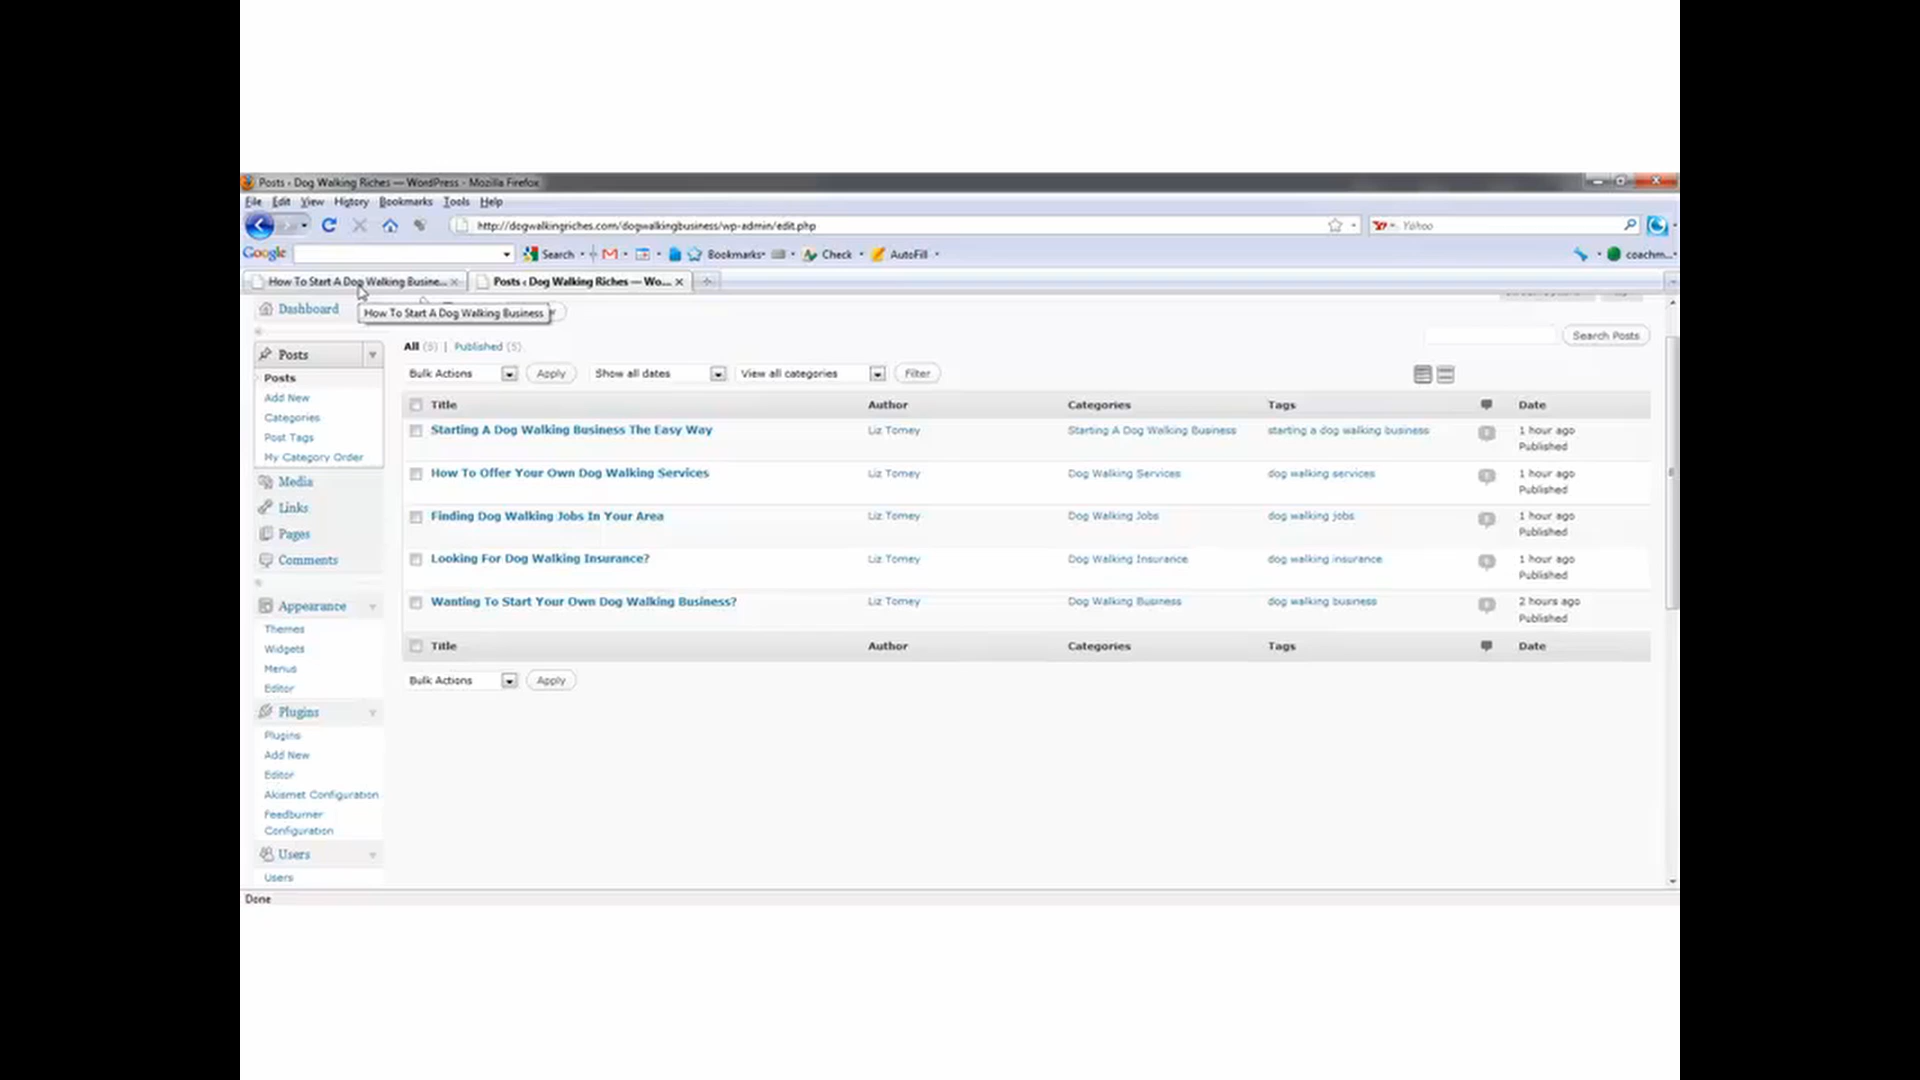 Posts ‹ Dog Walking Riches — WordPress - Mozilla Firefox
File Edit View History Bookmarks Tools Help
http://dogwalkingriches.com/dogwalkingbusiness/wp-admin/edit.php
Yahoo
Google
Search
Bookmarks
Check
AutoFill
coachm...
How To Start A Dog Walking Busine...
Posts ‹ Dog Walking Riches — Wo...
How To Start A Dog Walking Business
Dashboard
Posts
Posts
Add New
Categories
Post Tags
My Category Order
Media
Links
Pages
Comments
Appearance
Themes
Widgets
Menus
Editor
Plugins
Plugins
Add New
Editor
Akismet Configuration
Feedburner
Configuration
Users
Users
Search Posts
All (5) | Published (5)
Bulk Actions Apply Show all dates View all categories Filter
Title Author Categories Tags Date
Starting A Dog Walking Business The Easy Way Liz Tomey Starting A Dog Walking Business starting a dog walking business 1 hour ago
Published
How To Offer Your Own Dog Walking Services Liz Tomey Dog Walking Services dog walking services 1 hour ago
Published
Finding Dog Walking Jobs In Your Area Liz Tomey Dog Walking Jobs dog walking jobs 1 hour ago
Published
Looking For Dog Walking Insurance? Liz Tomey Dog Walking Insurance dog walking insurance 1 hour ago
Published
Wanting To Start Your Own Dog Walking Business? Liz Tomey Dog Walking Business dog walking business 2 hours ago
Published
Title Author Categories Tags Date
Bulk Actions Apply
Done